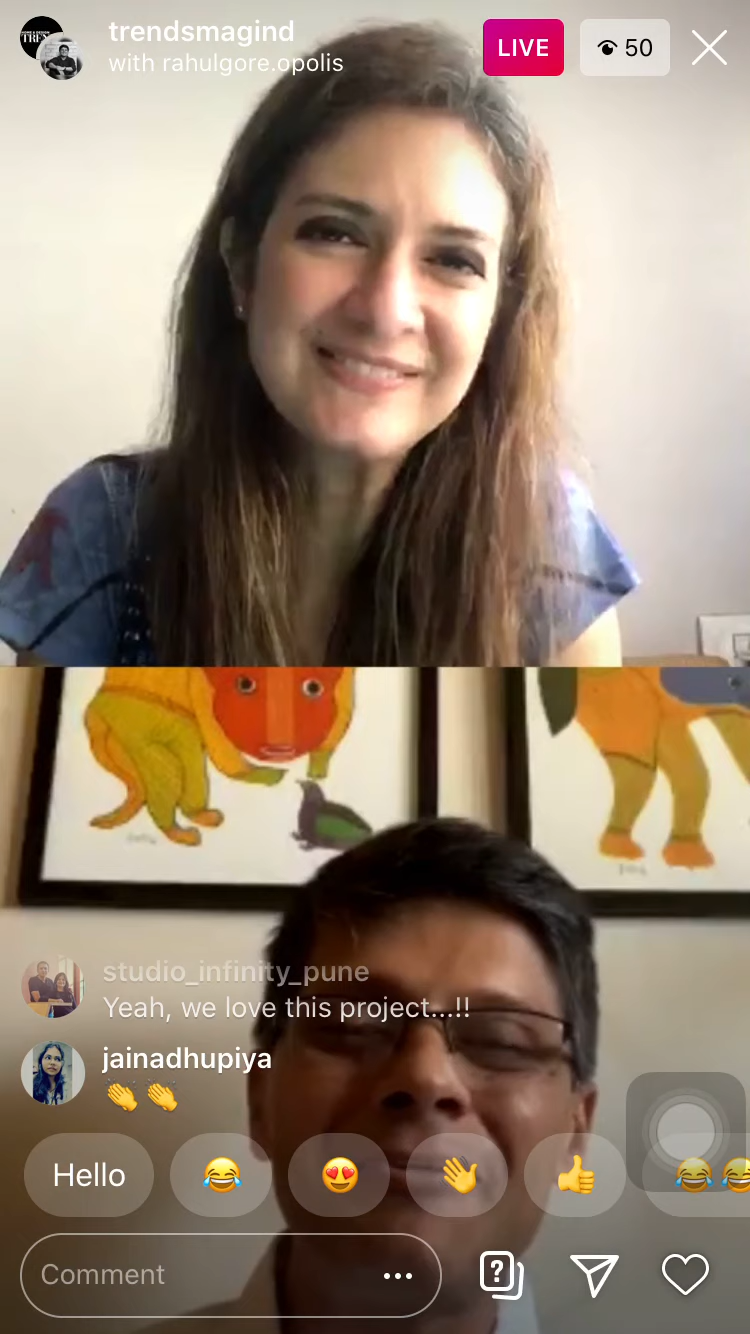 trendsmagind
with rahulgore.opolis
LIVE
50
studio_infinity_pune
Yeah, we love this project...!!
jainadhupiya
👏 👏
Hello
Comment